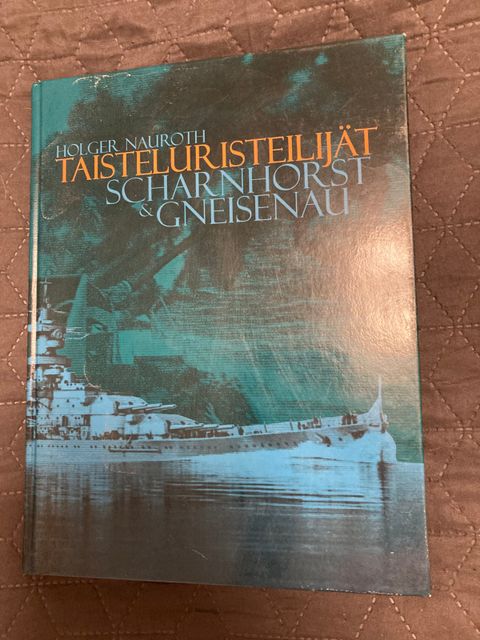 HOLGER NAUROTH
TAISTELURISTEILIJÄT
SCHARNHORST
& GNEISENAU